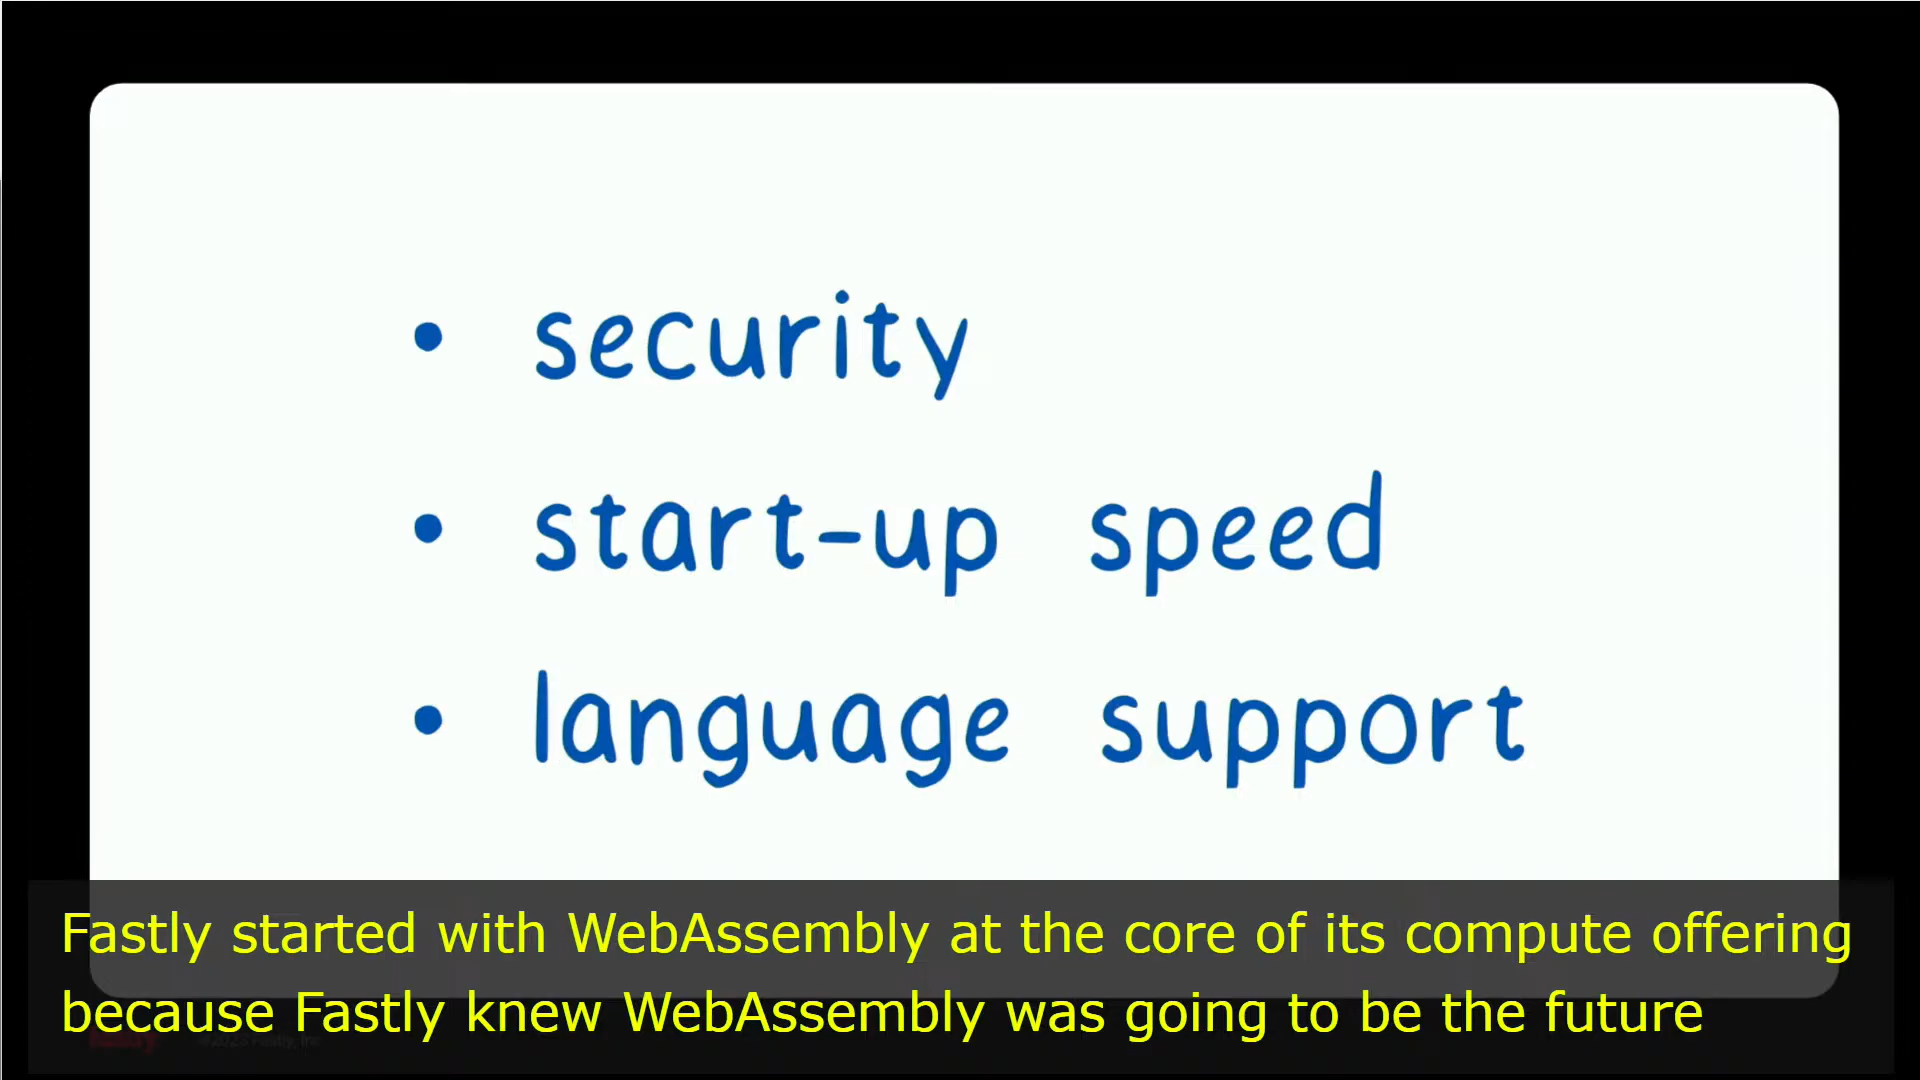 • security
• start-up speed
• language support
Fastly started with WebAssembly at the core of its compute offering
because Fastly knew WebAssembly was going to be the future